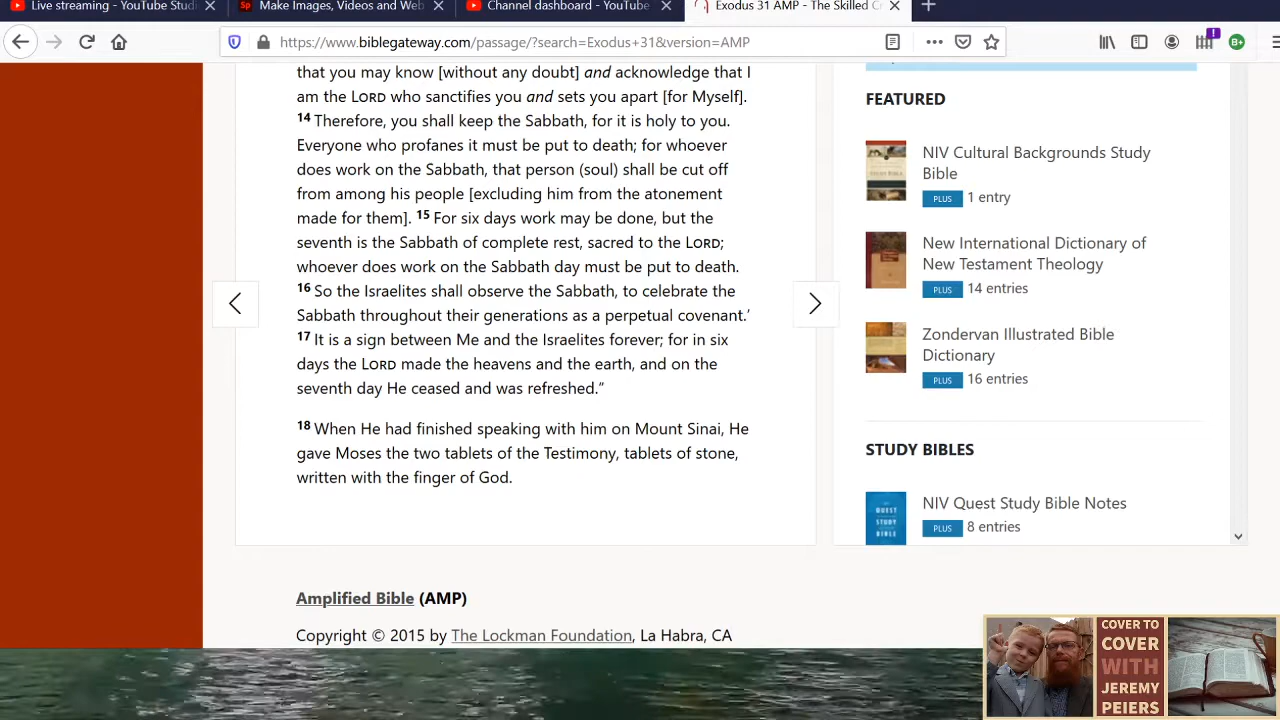 Live streaming - YouTube Studi
Sp Make Images, Videos and Web
Channel dashboard - YouTube
Exodus 31 AMP - The Skilled C
https://www.biblegateway.com/passage/?search=Exodus+31&version=AMP
B+
that you may know [without any doubt] and acknowledge that I
am the LORD who sanctifies you and sets you apart [for Myself].
14 Therefore, you shall keep the Sabbath, for it is holy to you.
Everyone who profanes it must be put to death; for whoever
does work on the Sabbath, that person (soul) shall be cut off
from among his people [excluding him from the atonement
made for them]. 15 For six days work may be done, but the
seventh is the Sabbath of complete rest, sacred to the LORD;
whoever does work on the Sabbath day must be put to death.
16 So the Israelites shall observe the Sabbath, to celebrate the
Sabbath throughout their generations as a perpetual covenant.’
17 It is a sign between Me and the Israelites forever; for in six
days the LORD made the heavens and the earth, and on the
seventh day He ceased and was refreshed.”
18 When He had finished speaking with him on Mount Sinai, He
gave Moses the two tablets of the Testimony, tablets of stone,
written with the finger of God.
Amplified Bible (AMP)
Copyright © 2015 by The Lockman Foundation, La Habra, CA
FEATURED
NIV Cultural Backgrounds Study
Bible
PLUS 1 entry
New International Dictionary of
New Testament Theology
PLUS 14 entries
Zondervan Illustrated Bible
Dictionary
PLUS 16 entries
STUDY BIBLES
QUEST
STUDY
BIBLE
NIV Quest Study Bible Notes
PLUS 8 entries
COVER TO
COVER
WITH
JEREMY
PEIERS